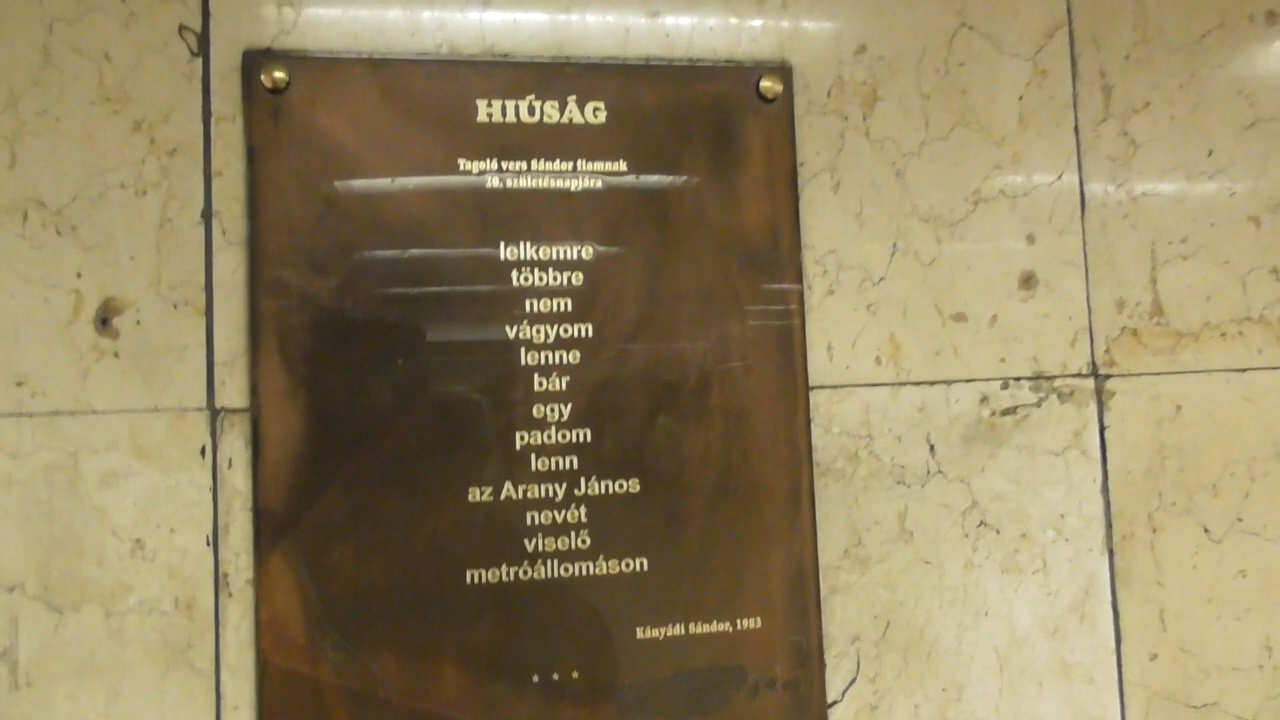 HIÚSÁG
Tagoló vers Sándor fiamnak
20. születésnapjára
lelkemre
többre
nem
vágyom
lenne
bár
egy
padom
lenn
az Arany János
nevét
viselő
metróállomáson
Kányádi Sándor, 1983
* * *